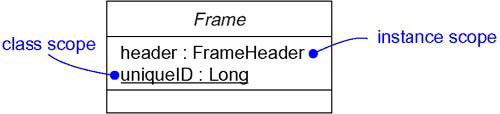 Frame
class scope
header : FrameHeader
instance scope
uniqueID : Long